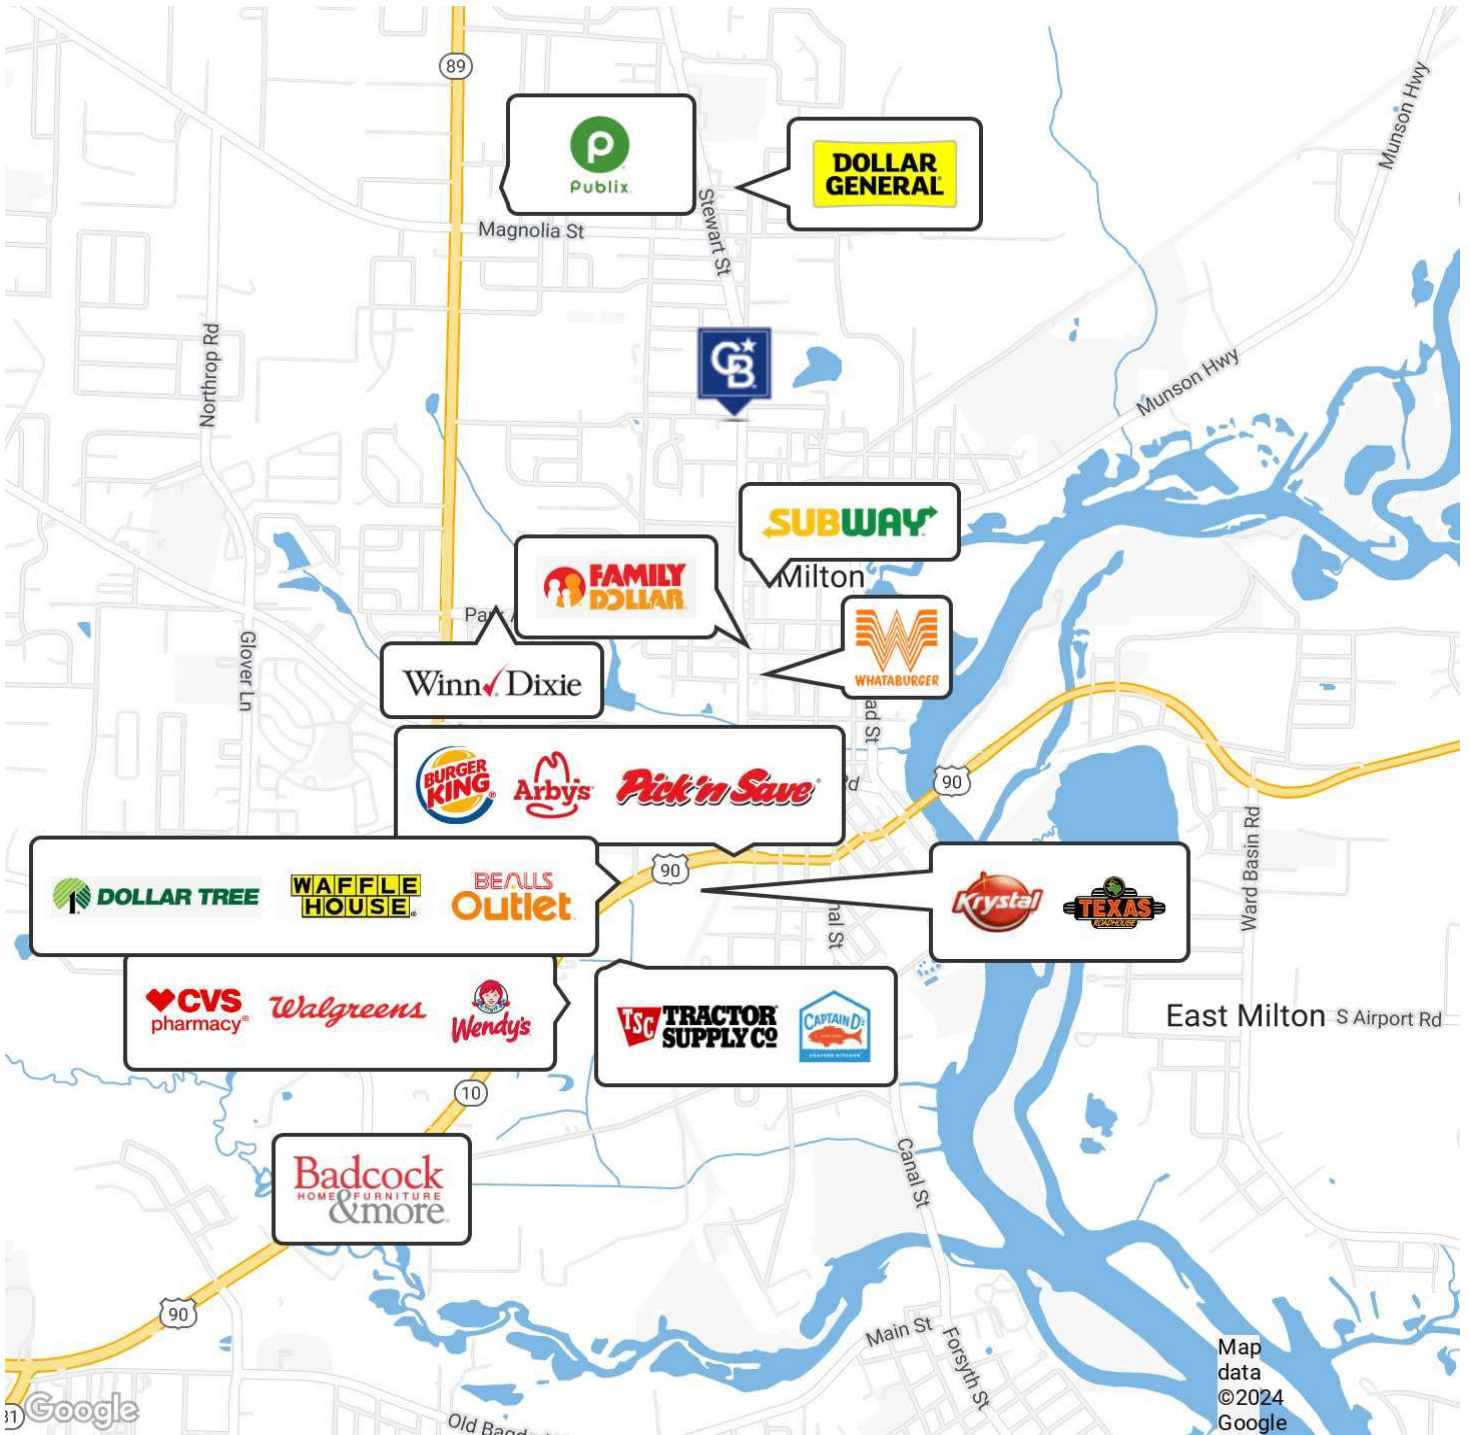 89
Publix
DOLLAR
GENERAL
Munson Hwy
Stewart St
Magnolia St
Northrop Rd
CB
Munson Hwy
SUBWAY
FAMILY
DOLLAR
Milton
Glover Ln
Winn Dixie
WHATABURGER
BURGER
KING
Arby's
Pick'n Save
90
90
DOLLAR TREE
WAFFLE
HOUSE
BEALLS
Outlet
Krystal
TEXAS
ROADHOUSE
Ward Basin Rd
CVS
pharmacy
Walgreens
Wendy's
TSC TRACTOR
SUPPLY CO
CAPTAIN D's
SEAFOOD KITCHEN
East Milton
S Airport Rd
10
Badcock
HOME FURNITURE
&more
Canal St
90
Main St
Forsyth St
Map
data
©2024
Google
Google